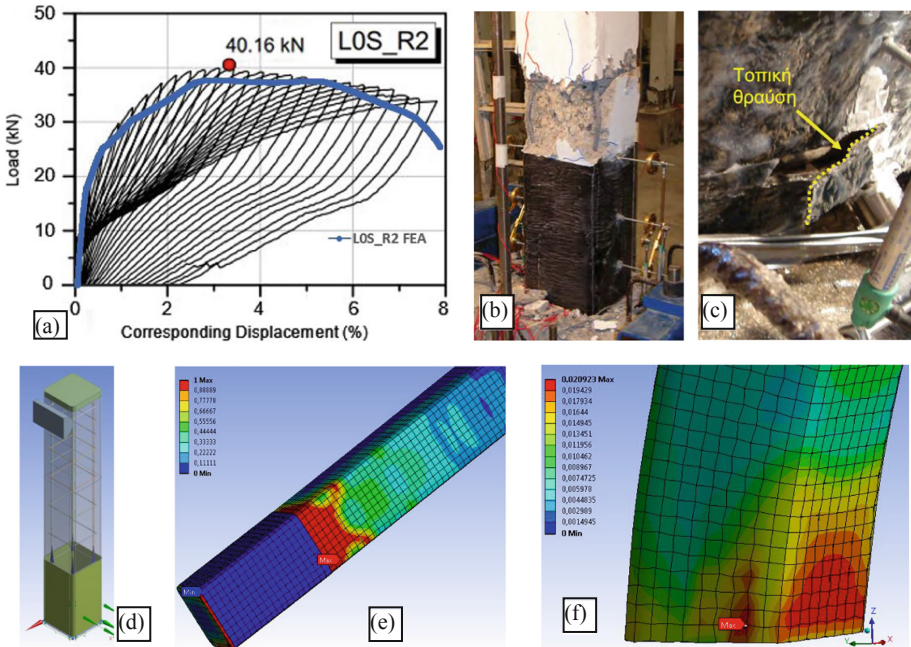 40.16 kN
L0S_R2
50
40
30
20
10
0
Load (kN)
L0S_R2 FEA
0
2
4
6
8
Corresponding Displacement (%)
(a)
(b)
Τοπική
θραύση
(c)
(d)
1 Max
0,88889
0,77778
0,66667
0,55556
0,44444
0,33333
0,22222
0,11111
0 Min
Max
Min
(e)
0.020923 Max
0,019429
0,017934
0,01644
0,014945
0,013451
0,011956
0,010462
0,008967
0,0074725
0,005978
0,0044835
0,002989
0,0014945
0 Min
Max
(f)
Z
Y
X